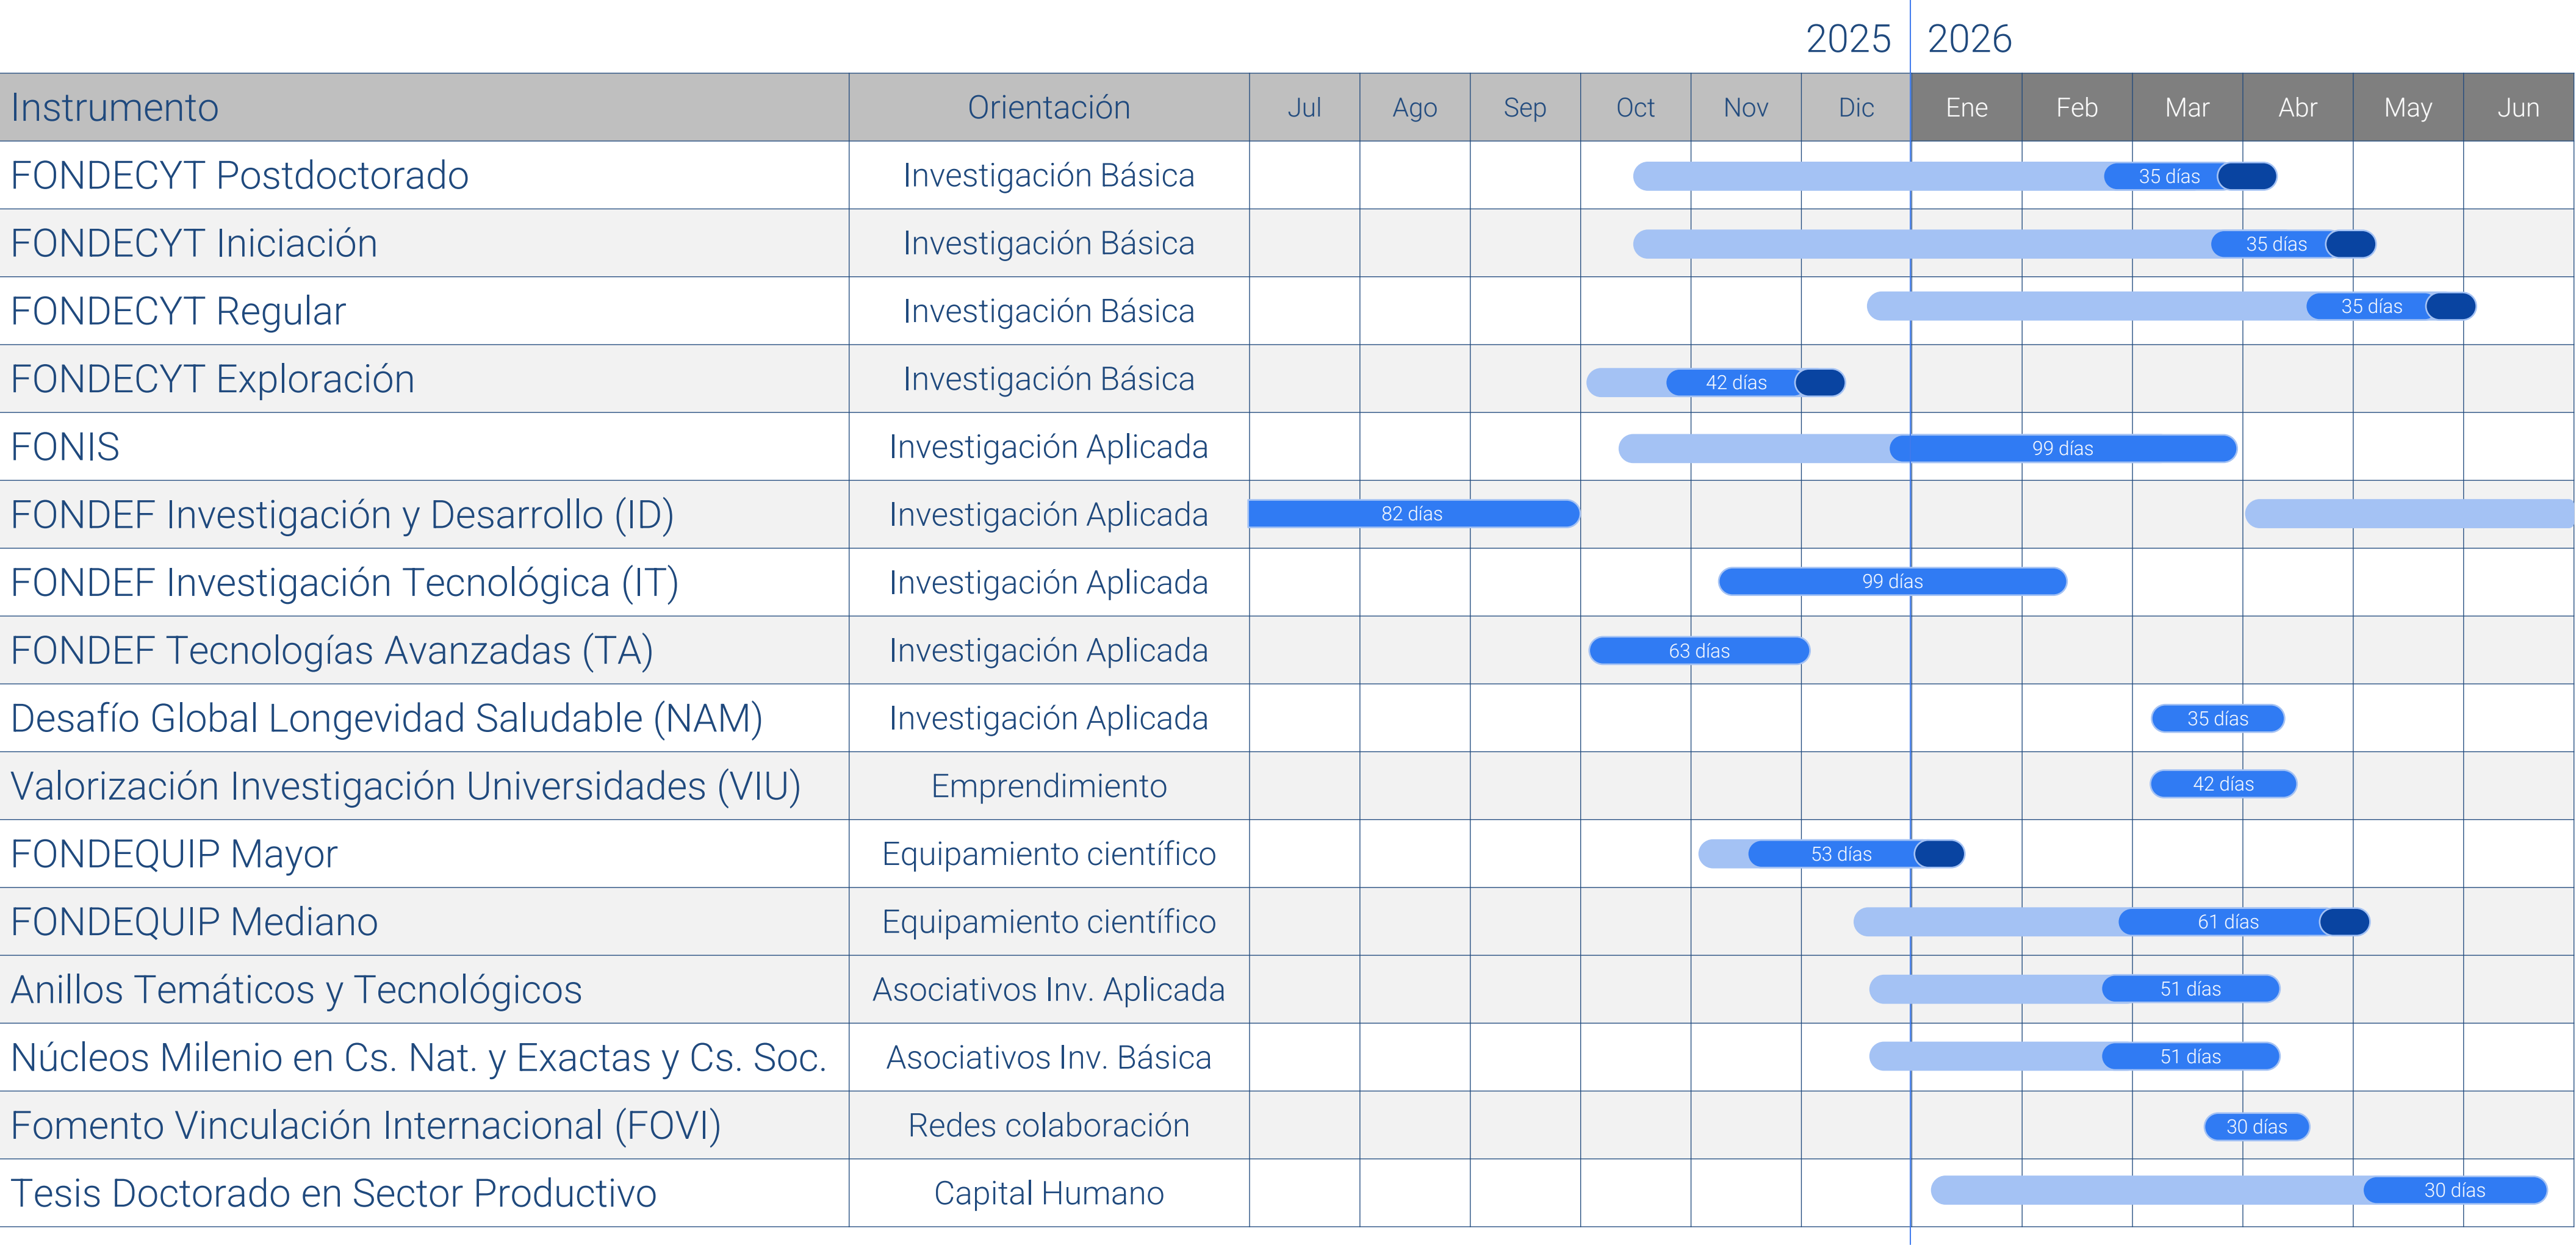 2025 2026
Instrumento Orientación Jul Ago Sep Oct Nov Dic Ene Feb Mar Abr May Jun
FONDECYT Postdoctorado Investigación Básica 35 días
FONDECYT Iniciación Investigación Básica 35 días
FONDECYT Regular Investigación Básica 35 días
FONDECYT Exploración Investigación Básica 42 días
FONIS Investigación Aplicada 99 días
FONDEF Investigación y Desarrollo (ID) Investigación Aplicada 82 días
FONDEF Investigación Tecnológica (IT) Investigación Aplicada 99 días
FONDEF Tecnologías Avanzadas (TA) Investigación Aplicada 63 días
Desafío Global Longevidad Saludable (NAM) Investigación Aplicada 35 días
Valorización Investigación Universidades (VIU) Emprendimiento 42 días
FONDEQUIP Mayor Equipamiento científico 53 días
FONDEQUIP Mediano Equipamiento científico 61 días
Anillos Temáticos y Tecnológicos Asociativos Inv. Aplicada 51 días
Núcleos Milenio en Cs. Nat. y Exactas y Cs. Soc. Asociativos Inv. Básica 51 días
Fomento Vinculación Internacional (FOVI) Redes colaboración 30 días
Tesis Doctorado en Sector Productivo Capital Humano 30 días